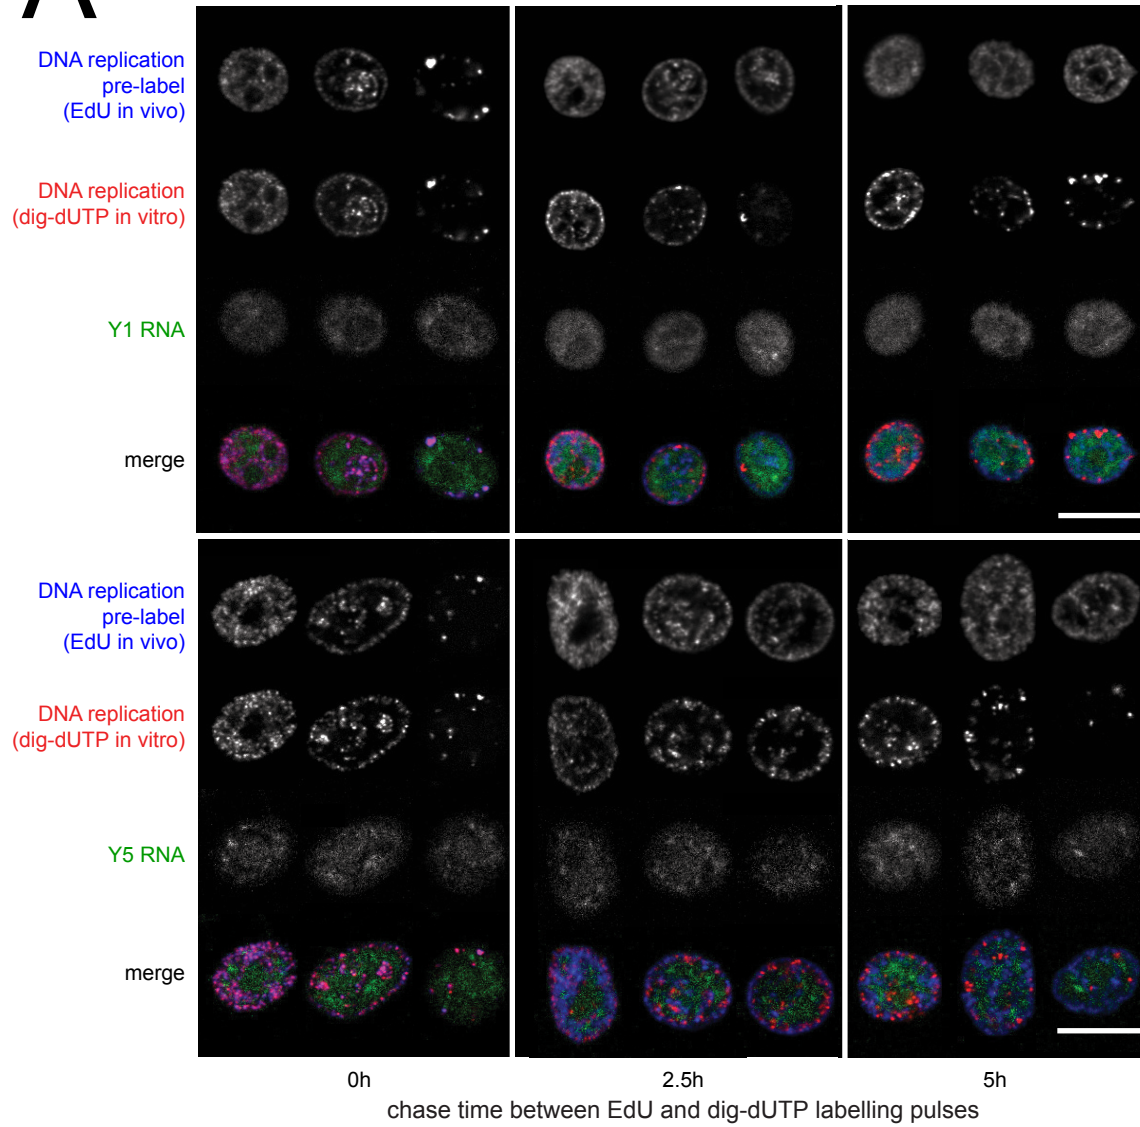 A
DNA replication
pre-label
(EdU in vivo)
DNA replication
(dig-dUTP in vitro)
Y1 RNA
merge
DNA replication
pre-label
(EdU in vivo)
DNA replication
(dig-dUTP in vitro)
Y5 RNA
merge
0h
2.5h
5h
chase time between EdU and dig-dUTP labelling pulses